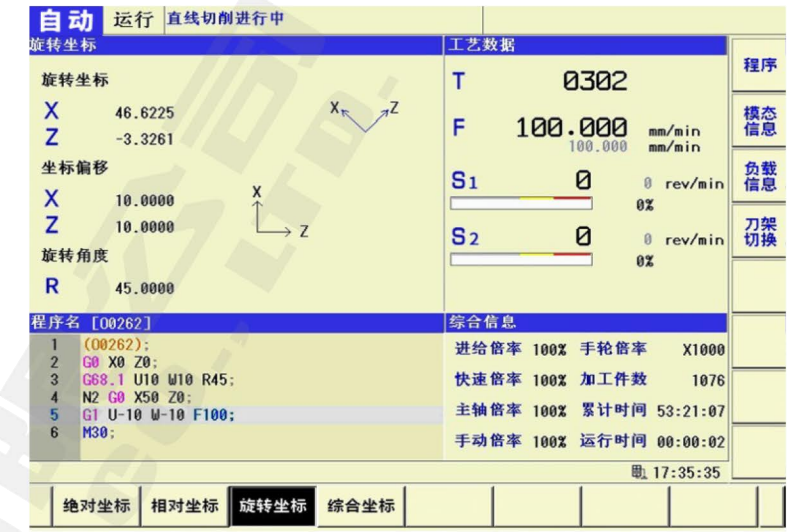 自动 运行 直线切削进行中
旋转坐标
旋转坐标
X 46.6225
Z -3.3261
X Z
坐标偏移
X 10.0000
Z 10.0000
X
Z
旋转角度
R 45.0000
工艺数据
T 0302
F 100.000 mm/min
100.000 mm/min
S1 0 0 rev/min
0%
S2 0 0 rev/min
0%
程序
模态
信息
负载
信息
刀架
切换
程序名 [O0262]
1 (O0262);
2 G0 X0 Z0;
3 G68.1 U10 W10 R45;
4 N2 G0 X50 Z0;
5 G1 U-10 W-10 F100;
6 M30;
综合信息
进给倍率 100% 手轮倍率 X1000
快速倍率 100% 加工件数 1076
主轴倍率 100% 累计时间 53:21:07
手动倍率 100% 运行时间 00:00:02
17:35:35
绝对坐标 相对坐标 旋转坐标 综合坐标